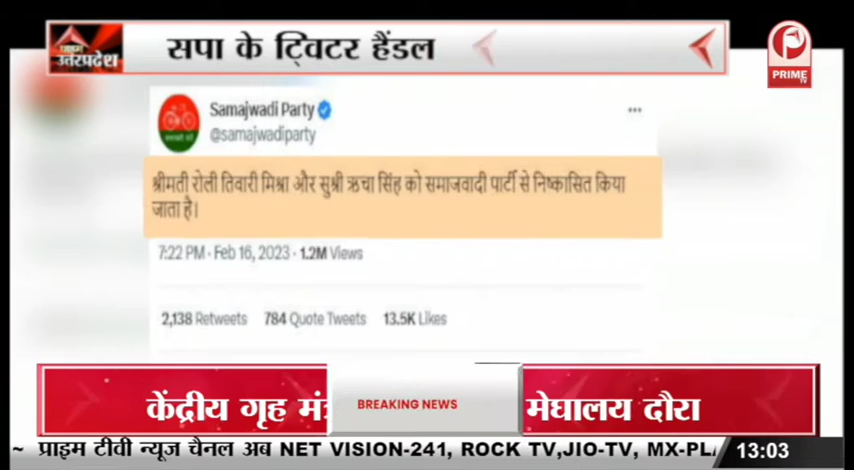 प्राइम
उत्तरप्रदेश
सपा के ट्विटर हैंडल
PRIME
TV
Samajwadi Party
@samajwadiparty
श्रीमती रोली तिवारी मिश्रा और सुश्री ऋचा सिंह को समाजवादी पार्टी से निष्कासित किया
जाता है।
7:22 PM · Feb 16, 2023 · 1.2M Views
2,138 Retweets 784 Quote Tweets 13.5K Likes
केंद्रीय गृह BREAKING NEWS मेघालय दौरा
~ प्राइम टीवी न्यूज चैनल अब NET VISION-241, ROCK TV,JIO-TV, 13:03